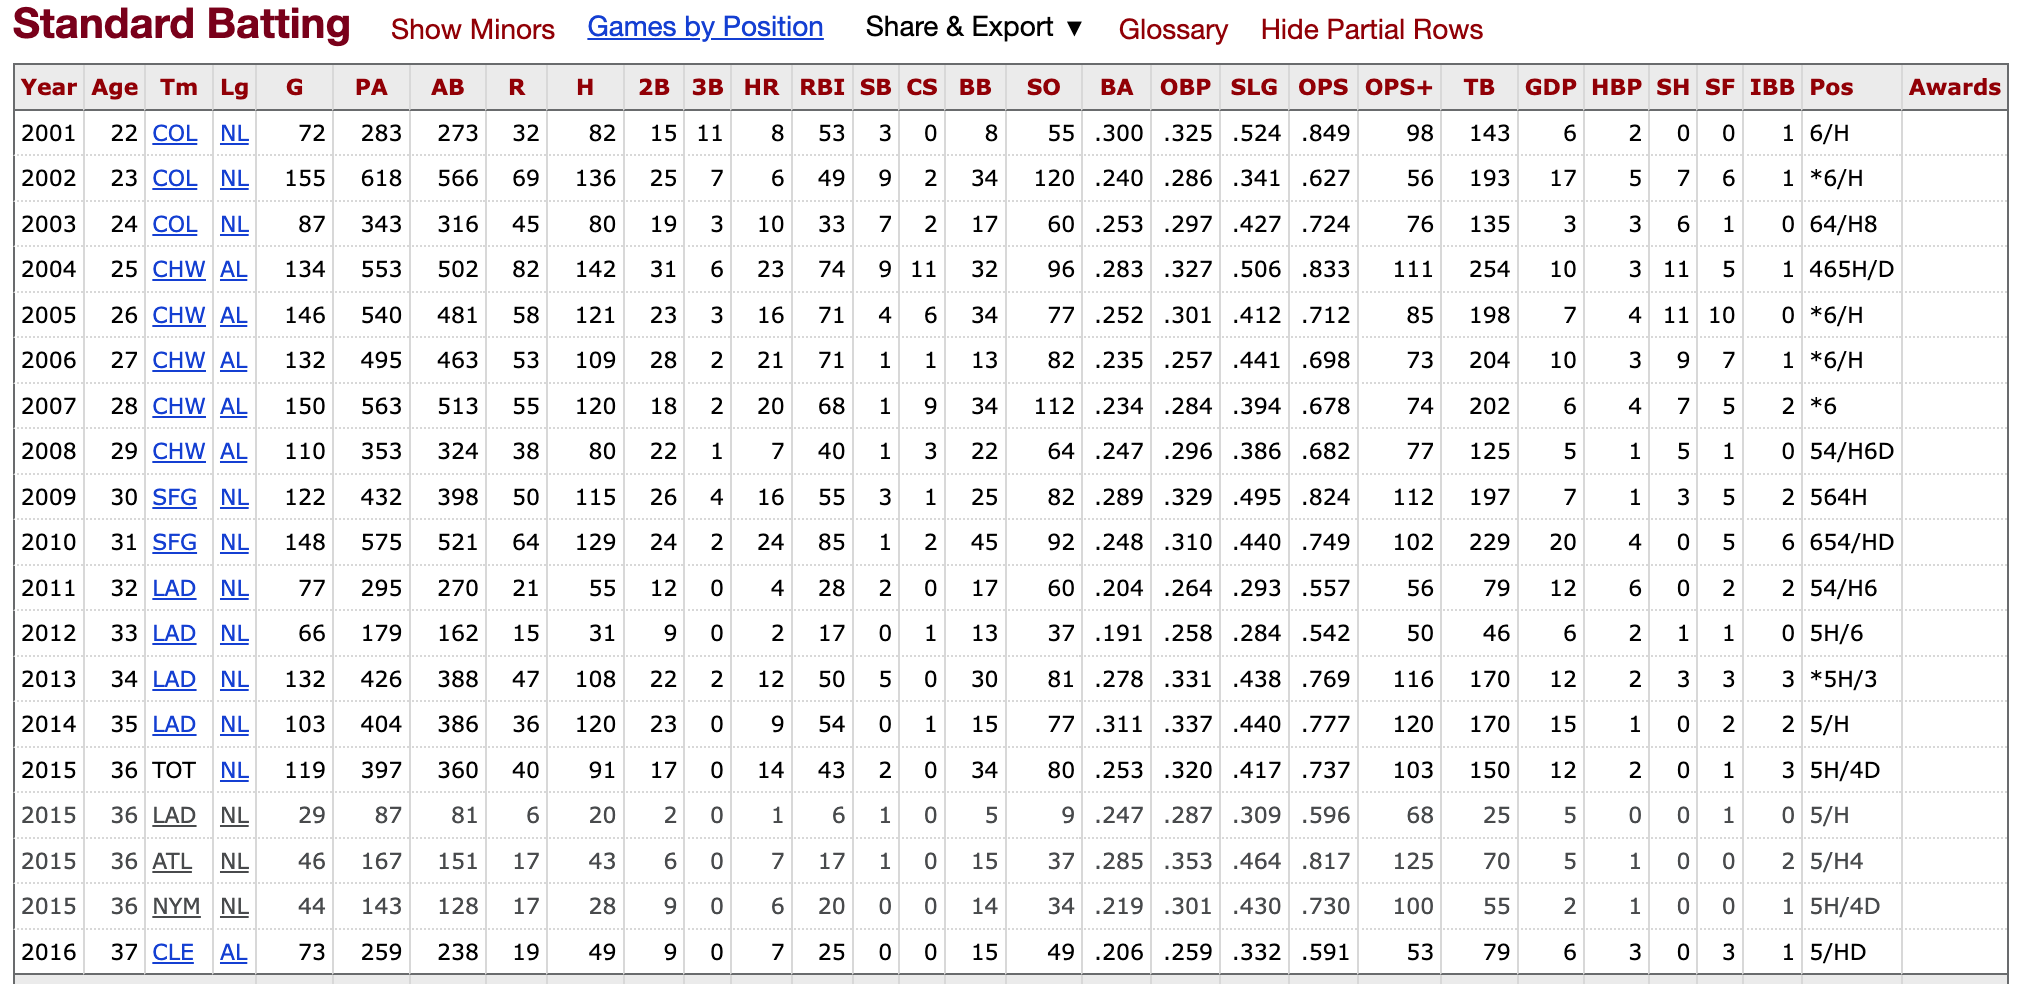 Standard Batting Show Minors Games by Position Share & Export ▼ Glossary Hide Partial Rows
Year Age Tm Lg G PA AB R H 2B 3B HR RBI SB CS BB SO BA OBP SLG OPS OPS+ TB GDP HBP SH SF IBB Pos Awards
2001 22 COL NL 72 283 273 32 82 15 11 8 53 3 0 8 55 .300 .325 .524 .849 98 143 6 2 0 0 1 6/H
2002 23 COL NL 155 618 566 69 136 25 7 6 49 9 2 34 120 .240 .286 .341 .627 56 193 17 5 7 6 1 *6/H
2003 24 COL NL 87 343 316 45 80 19 3 10 33 7 2 17 60 .253 .297 .427 .724 76 135 3 3 6 1 0 64/H8
2004 25 CHW AL 134 553 502 82 142 31 6 23 74 9 11 32 96 .283 .327 .506 .833 111 254 10 3 11 5 1 465H/D
2005 26 CHW AL 146 540 481 58 121 23 3 16 71 4 6 34 77 .252 .301 .412 .712 85 198 7 4 11 10 0 *6/H
2006 27 CHW AL 132 495 463 53 109 28 2 21 71 1 1 13 82 .235 .257 .441 .698 73 204 10 3 9 7 1 *6/H
2007 28 CHW AL 150 563 513 55 120 18 2 20 68 1 9 34 112 .234 .284 .394 .678 74 202 6 4 7 5 2 *6
2008 29 CHW AL 110 353 324 38 80 22 1 7 40 1 3 22 64 .247 .296 .386 .682 77 125 5 1 5 1 0 54/H6D
2009 30 SFG NL 122 432 398 50 115 26 4 16 55 3 1 25 82 .289 .329 .495 .824 112 197 7 1 3 5 2 564H
2010 31 SFG NL 148 575 521 64 129 24 2 24 85 1 2 45 92 .248 .310 .440 .749 102 229 20 4 0 5 6 654/HD
2011 32 LAD NL 77 295 270 21 55 12 0 4 28 2 0 17 60 .204 .264 .293 .557 56 79 12 6 0 2 2 54/H6
2012 33 LAD NL 66 179 162 15 31 9 0 2 17 0 1 13 37 .191 .258 .284 .542 50 46 6 2 1 1 0 5H/6
2013 34 LAD NL 132 426 388 47 108 22 2 12 50 5 0 30 81 .278 .331 .438 .769 116 170 12 2 3 3 3 *5H/3
2014 35 LAD NL 103 404 386 36 120 23 0 9 54 0 1 15 77 .311 .337 .440 .777 120 170 15 1 0 2 2 5/H
2015 36 TOT NL 119 397 360 40 91 17 0 14 43 2 0 34 80 .253 .320 .417 .737 103 150 12 2 0 1 3 5H/4D
2015 36 LAD NL 29 87 81 6 20 2 0 1 6 1 0 5 9 .247 .287 .309 .596 68 25 5 0 0 1 0 5/H
2015 36 ATL NL 46 167 151 17 43 6 0 7 17 1 0 15 37 .285 .353 .464 .817 125 70 5 1 0 0 2 5/H4
2015 36 NYM NL 44 143 128 17 28 9 0 6 20 0 0 14 34 .219 .301 .430 .730 100 55 2 1 0 0 1 5H/4D
2016 37 CLE AL 73 259 238 19 49 9 0 7 25 0 0 15 49 .206 .259 .332 .591 53 79 6 3 0 3 1 5/HD